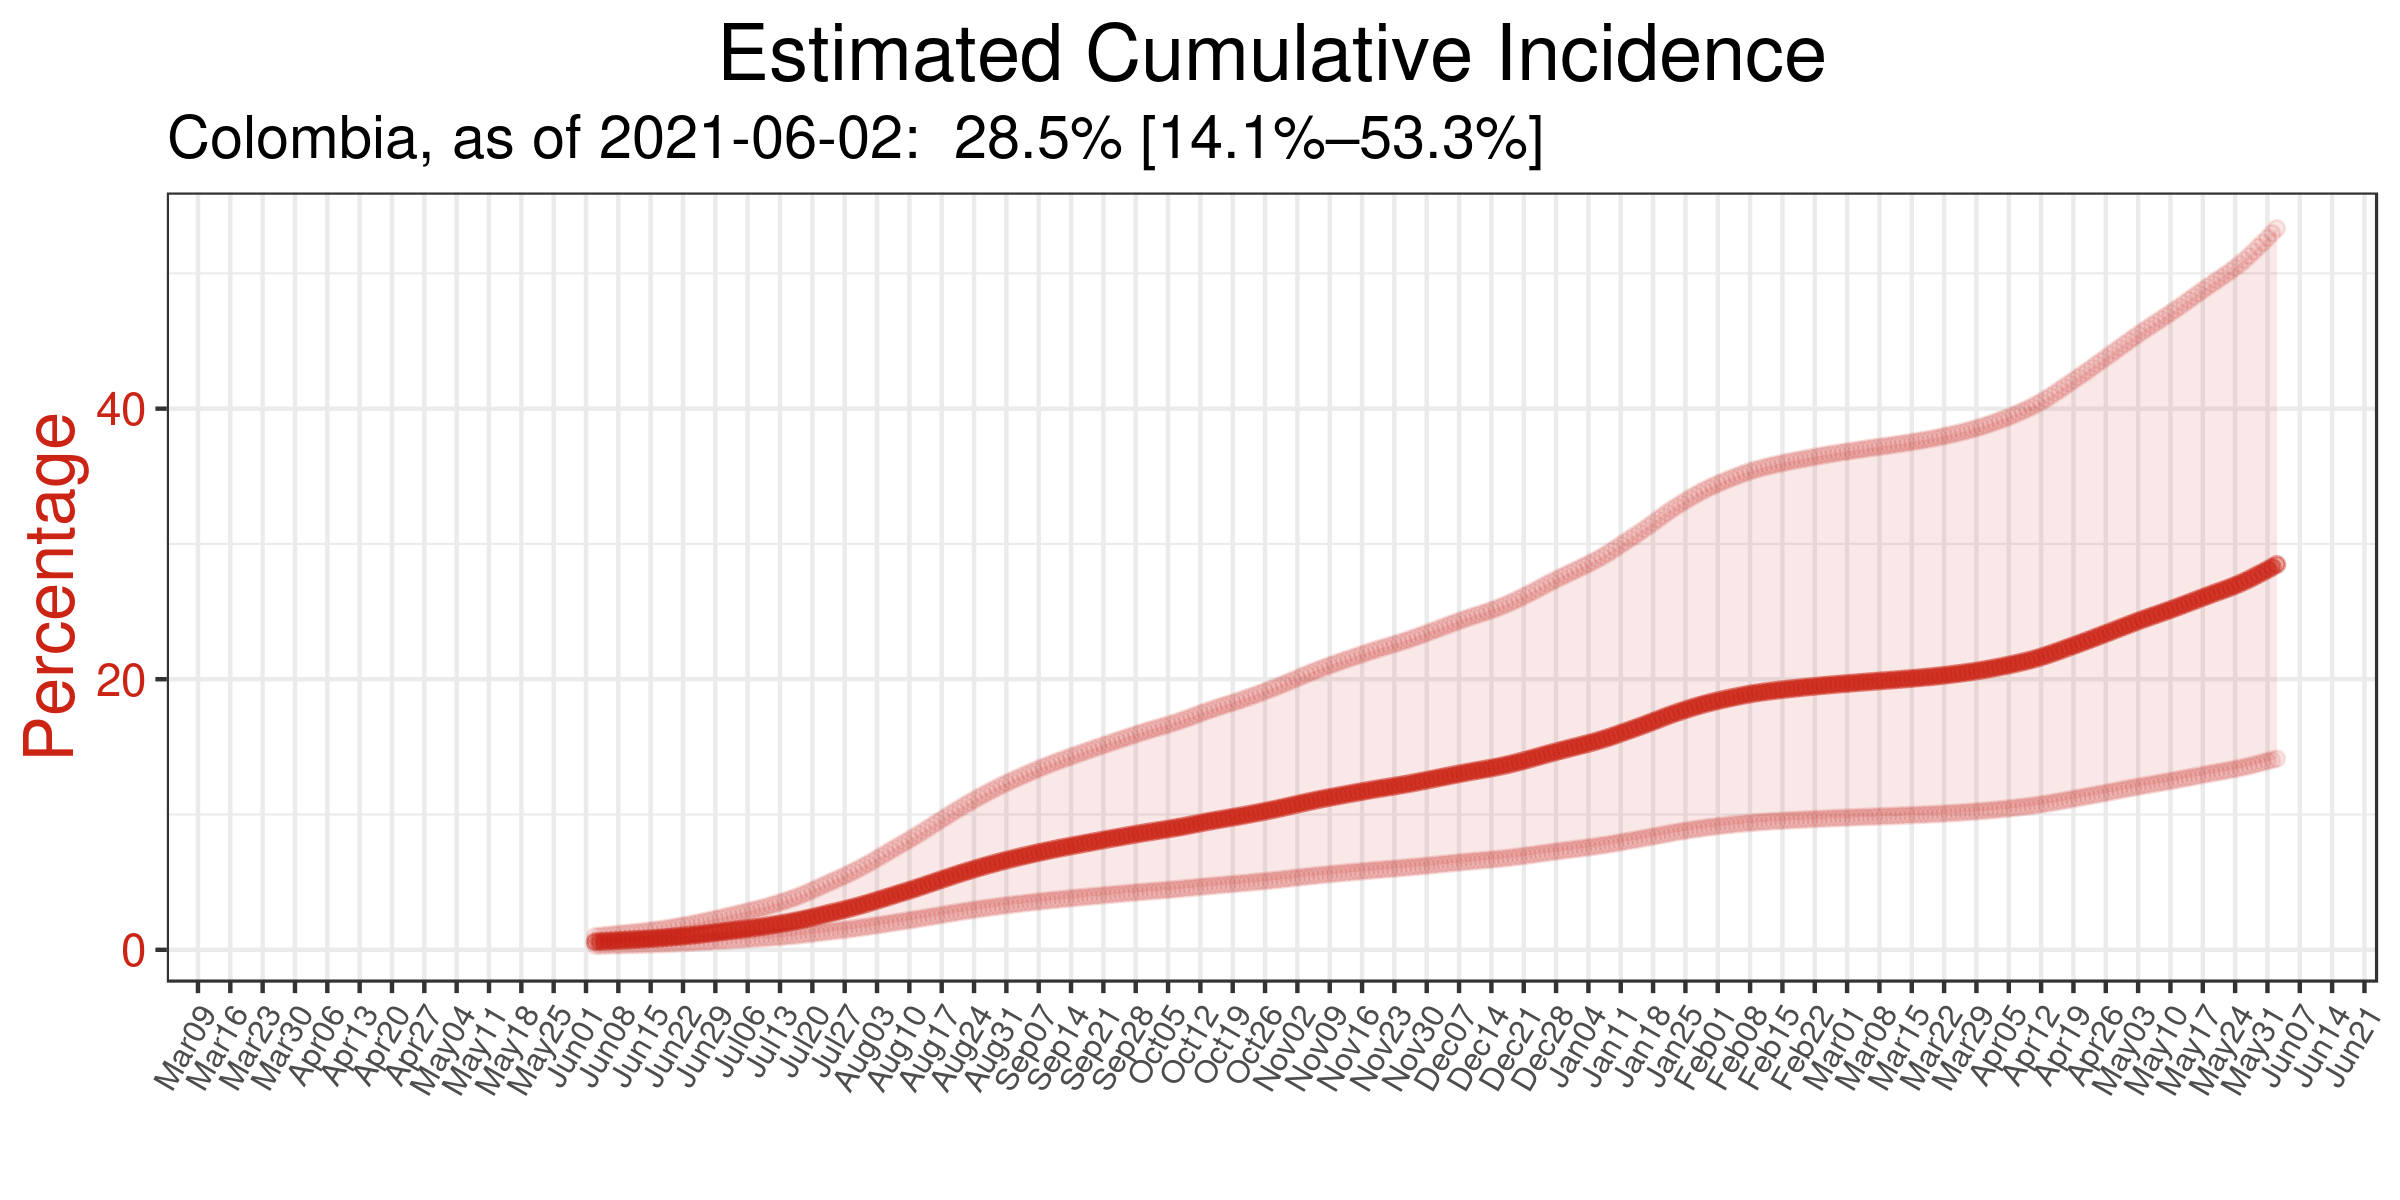 Estimated Cumulative Incidence
Colombia, as of 2021-06-02:  28.5% [14.1%–53.3%]
Percentage
40
20
0
Mar09
Mar16
Mar23
Mar30
Apr06
Apr13
Apr20
Apr27
May04
May11
May18
May25
Jun01
Jun08
Jun15
Jun22
Jun29
Jul06
Jul13
Jul20
Jul27
Aug03
Aug10
Aug17
Aug24
Aug31
Sep07
Sep14
Sep21
Sep28
Oct05
Oct12
Oct19
Oct26
Nov02
Nov09
Nov16
Nov23
Nov30
Dec07
Dec14
Dec21
Dec28
Jan04
Jan11
Jan18
Jan25
Feb01
Feb08
Feb15
Feb22
Mar01
Mar08
Mar15
Mar22
Mar29
Apr05
Apr12
Apr19
Apr26
May03
May10
May17
May24
May31
Jun07
Jun14
Jun21